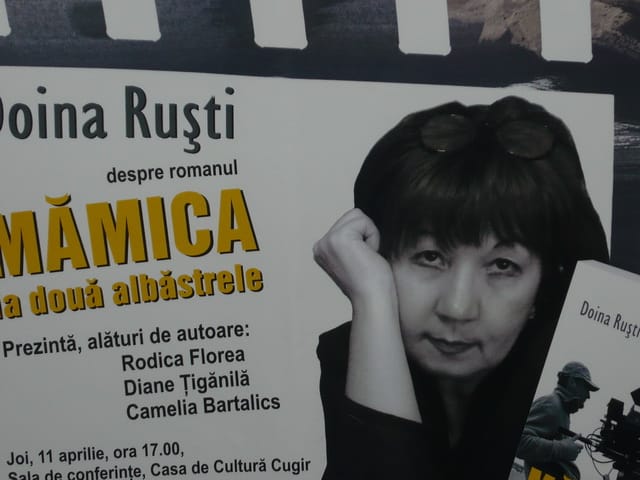 Doina Ruşti
despre romanul
MĂMICA
la două albăstrele
Prezintă, alături de autoare:
Rodica Florea
Diane Ţigănilă
Camelia Bartalics
Joi, 11 aprilie, ora 17.00,
Sala de conferinţe, Casa de Cultură Cugir
Doina Ruşti